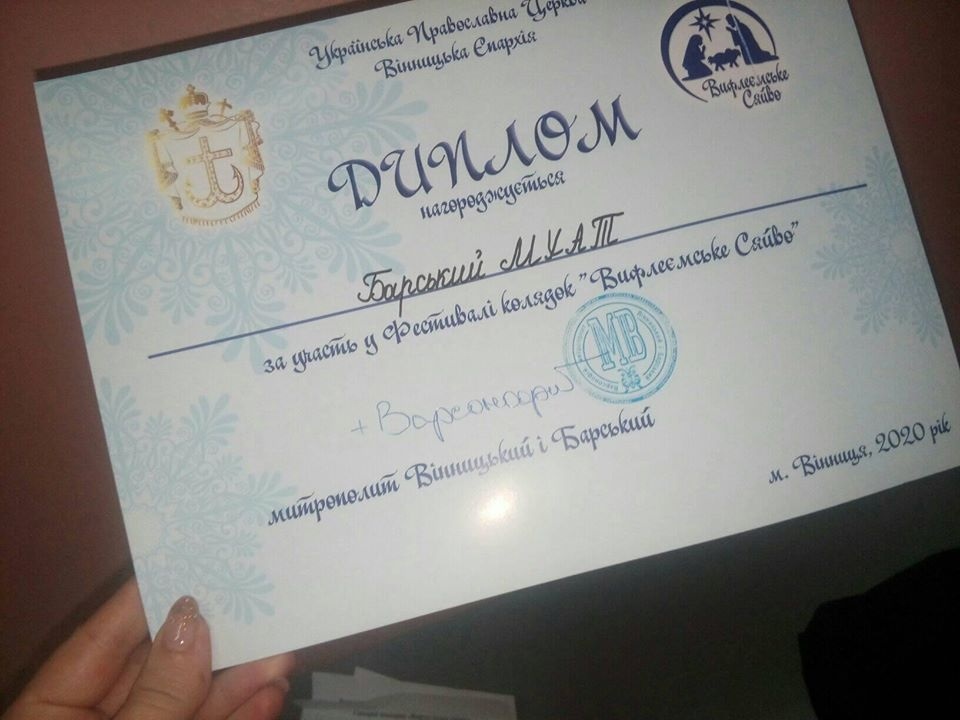 Українська Православна Церква
Вінницька Єпархія
Вифлеємське
Сяйво
ДИПЛОМ
нагороджується
Барський МУАТ
за участь у Фестивалі колядок "Вифлеємське Сяйво"
МВ
+ Варсонофій
митрополит Вінницький і Барський
м. Вінниця, 2020 рік